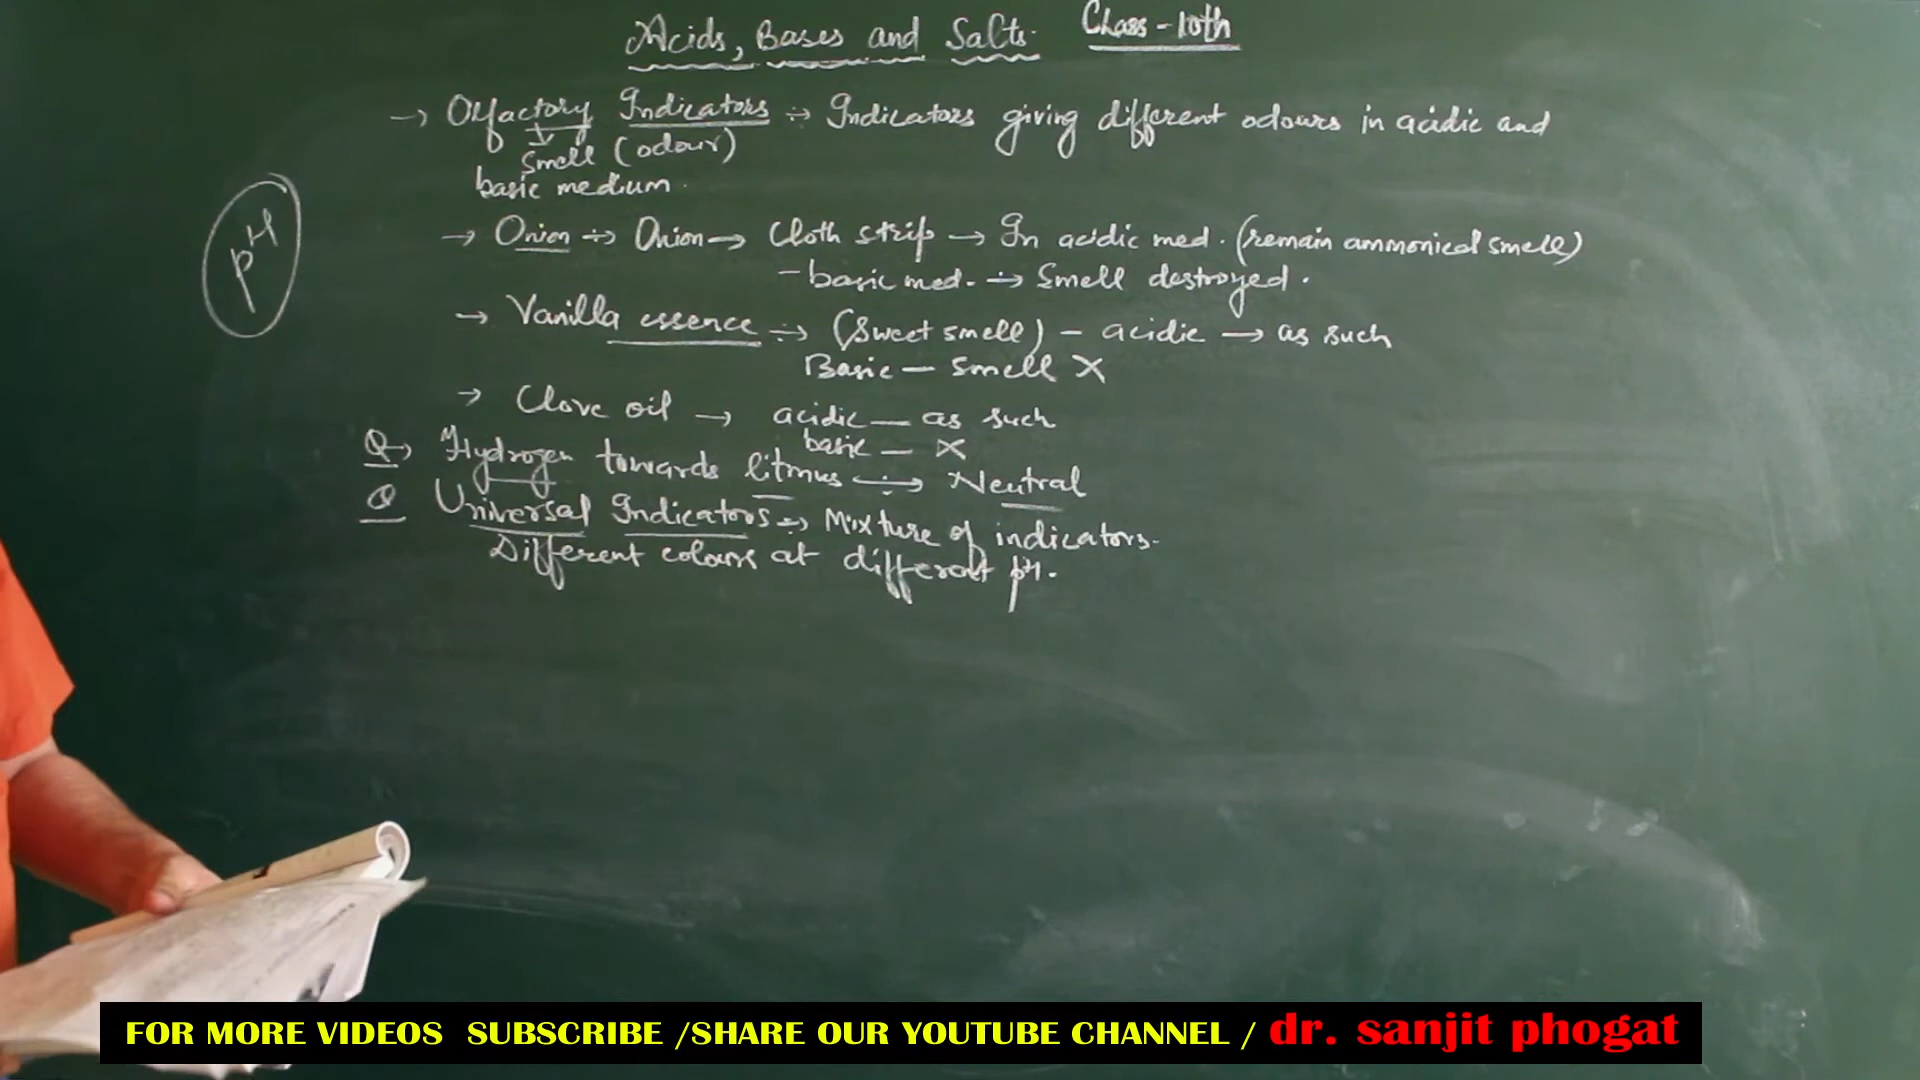 Acids, Bases and Salts. Class-10th
→ Olfactory Indicators ÷ Indicators giving different odours in acidic and
Smell (odour)
basic medium.
pH
→ Onion ÷→ Onion → Cloth strip → In acidic med. (remain ammonical smell)
- basic med. ÷→ Smell destroyed.
→ Vanilla essence ÷→ (Sweet smell) - acidic → as such
Basic - Smell X
→ Clove oil → acidic - as such
basic - X
Q→ Hydrogen towards litmus ÷→ Neutral
Q Universal Indicators ÷→ Mixture of indicators.
Different colours at different pH.
FOR MORE VIDEOS SUBSCRIBE /SHARE OUR YOUTUBE CHANNEL / dr. sanjit phogat